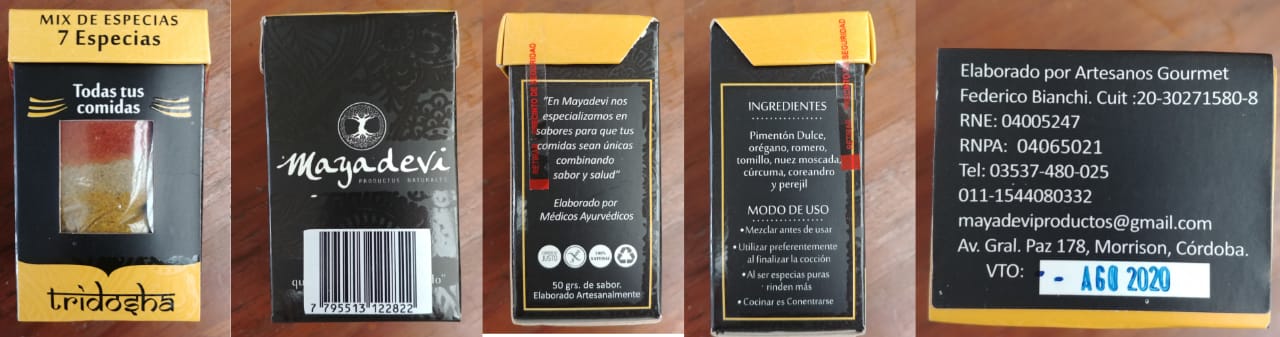 MIX DE ESPECIAS
7 Especias
Todas tus
comidas
tridosha
mayadevi
PRODUCTOS NATURALES
7 795513 122822
"En Mayadevi nos
especializamos en
sabores para que tus
comidas sean únicas
combinando
sabor y salud"
Elaborado por
Médicos Ayurvédicos
JUSTO
100%
NATURAL
50 grs. de sabor.
Elaborado Artesanalmente
INGREDIENTES
Pimentón Dulce,
orégano, romero,
tomillo, nuez moscada,
cúrcuma, coreandro
y perejil
MODO DE USO
•Mezclar antes de usar
•Utilizar preferentemente
al finalizar la cocción
•Al ser especias puras
rinden más
•Cocinar es Conentrarse
Elaborado por Artesanos Gourmet
Federico Bianchi. Cuit :20-30271580-8
RNE: 04005247
RNPA: 04065021
Tel: 03537-480-025
011-1544080332
mayadeviproductos@gmail.com
Av. Gral. Paz 178, Morrison, Córdoba.
VTO: -- AGO 2020